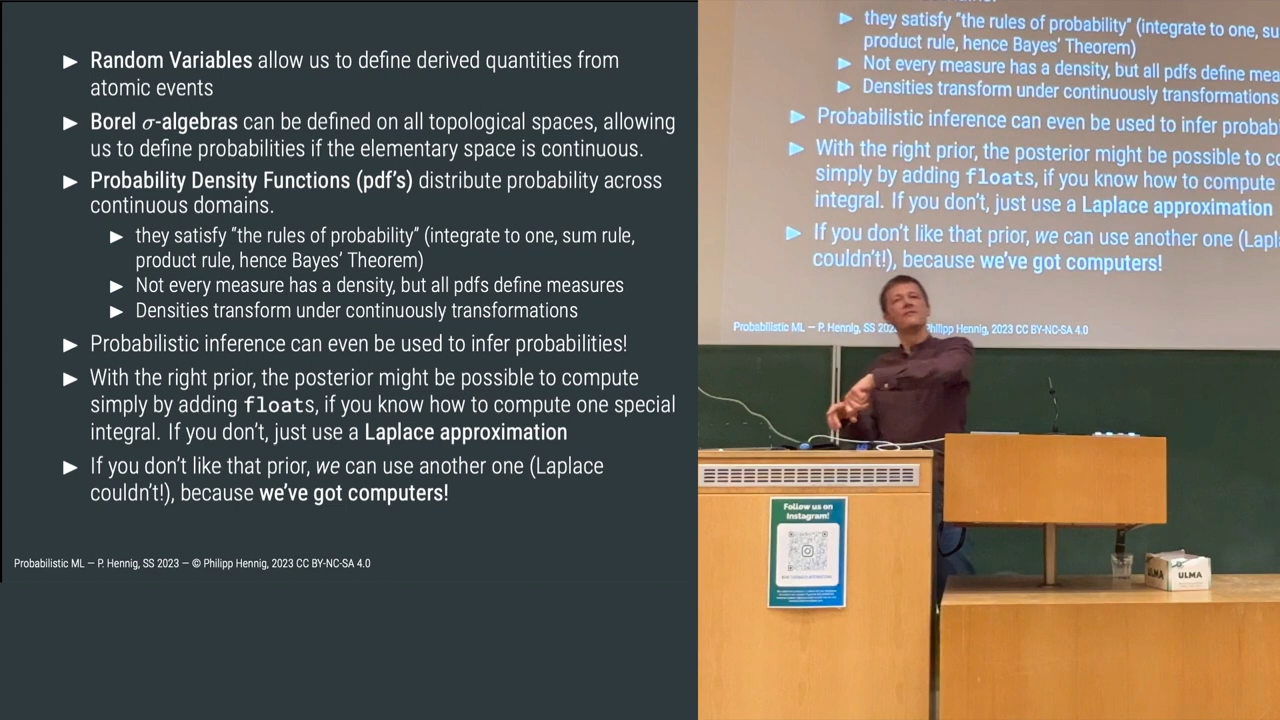 ▶ Random Variables allow us to define derived quantities from
atomic events
▶ Borel σ-algebras can be defined on all topological spaces, allowing
us to define probabilities if the elementary space is continuous.
▶ Probability Density Functions (pdf's) distribute probability across
continuous domains.
▶ they satisfy “the rules of probability” (integrate to one, sum rule,
product rule, hence Bayes' Theorem)
▶ Not every measure has a density, but all pdfs define measures
▶ Densities transform under continuously transformations
▶ Probabilistic inference can even be used to infer probabilities!
▶ With the right prior, the posterior might be possible to compute
simply by adding floats, if you know how to compute one special
integral. If you don't, just use a Laplace approximation
▶ If you don't like that prior, we can use another one (Laplace
couldn't!), because we've got computers!
Probabilistic ML — P. Hennig, SS 2023 — © Philipp Hennig, 2023 CC BY-NC-SA 4.0
▶ they satisfy “the rules of probability” (integrate to one, su
product rule, hence Bayes' Theorem)
▶ Not every measure has a density, but all pdfs define mea
▶ Densities transform under continuously transformations
▶ Probabilistic inference can even be used to infer probab
▶ With the right prior, the posterior might be possible to co
simply by adding floats, if you know how to compute
integral. If you don't, just use a Laplace approximation
▶ If you don't like that prior, we can use another one (Lapl
couldn't!), because we've got computers!
Probabilistic ML — P. Hennig, SS 202 Philipp Hennig, 2023 CC BY-NC-SA 4.0
Follow us on
Instagram!
ULMA
ULMA